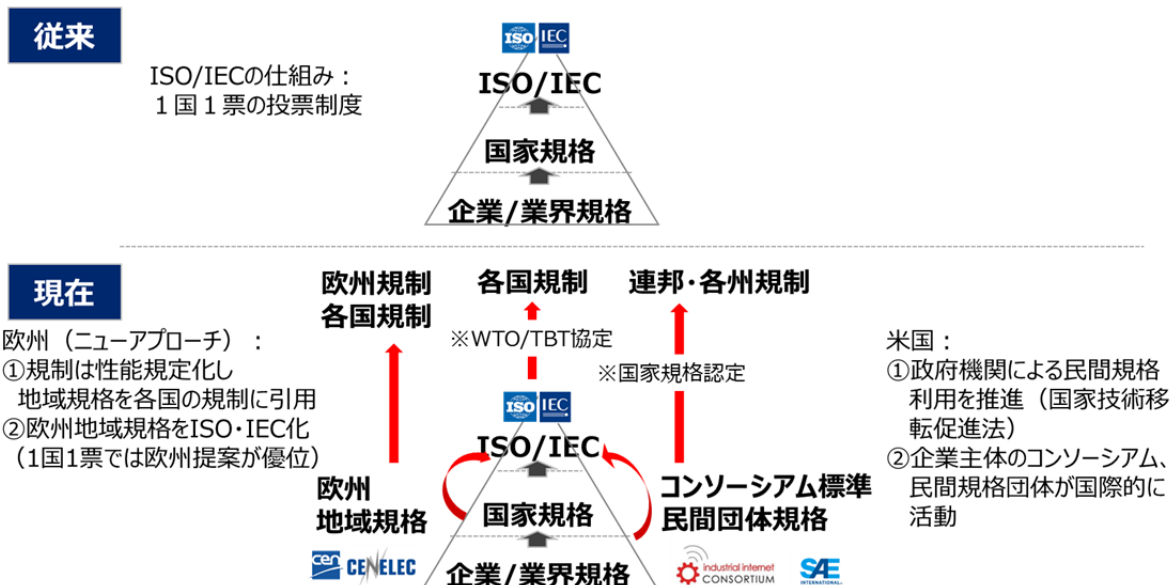 従来
ISO/IECの仕組み：
１国１票の投票制度
ISO IEC
ISO/IEC
国家規格
企業/業界規格
現在
欧州規制
各国規制
各国規制
連邦・各州規制
※WTO/TBT協定
※国家規格認定
欧州（ニューアプローチ）：
①規制は性能規定化し
地域規格を各国の規制に引用
②欧州地域規格をISO・IEC化
（1国1票では欧州提案が優位）
米国：
①政府機関による民間規格
利用を推進（国家技術移
転促進法）
②企業主体のコンソーシアム、
民間規格団体が国際的に
活動
ISO IEC
ISO/IEC
国家規格
企業/業界規格
欧州
地域規格
cen CENELEC
コンソーシアム標準
民間団体規格
industrial internet
CONSORTIUM
SAE
INTERNATIONAL